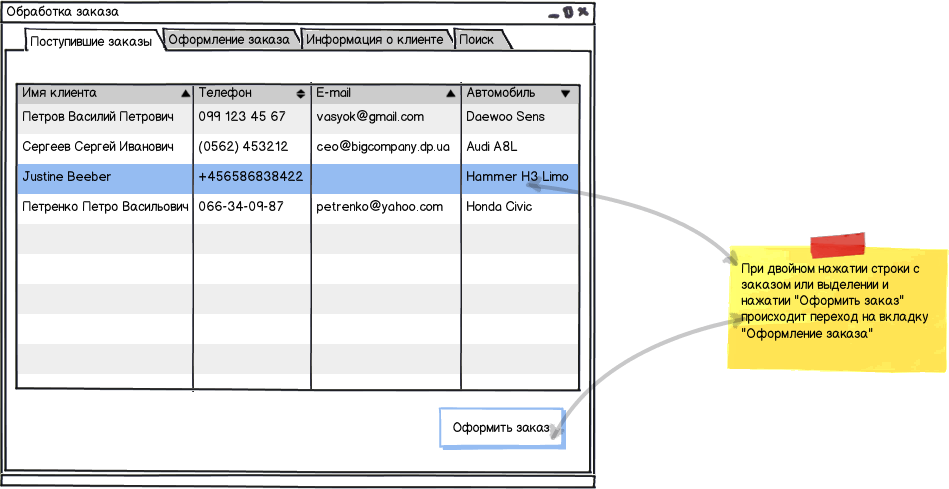 Обработка заказа
Поступившие заказы Оформление заказа Информация о клиенте Поиск
Имя клиента Телефон E-mail Автомобиль
Петров Василий Петрович 099 123 45 67 vasyok@gmail.com Daewoo Sens
Сергеев Сергей Иванович (0562) 453212 ceo@bigcompany.dp.ua Audi A8L
Justine Beeber +456586838422 Hammer H3 Limo
Петренко Петро Васильович 066-34-09-87 petrenko@yahoo.com Honda Civic
Оформить заказ
При двойном нажатии строки с
заказом или выделении и
нажатии "Оформить заказ"
происходит переход на вкладку
"Оформление заказа"